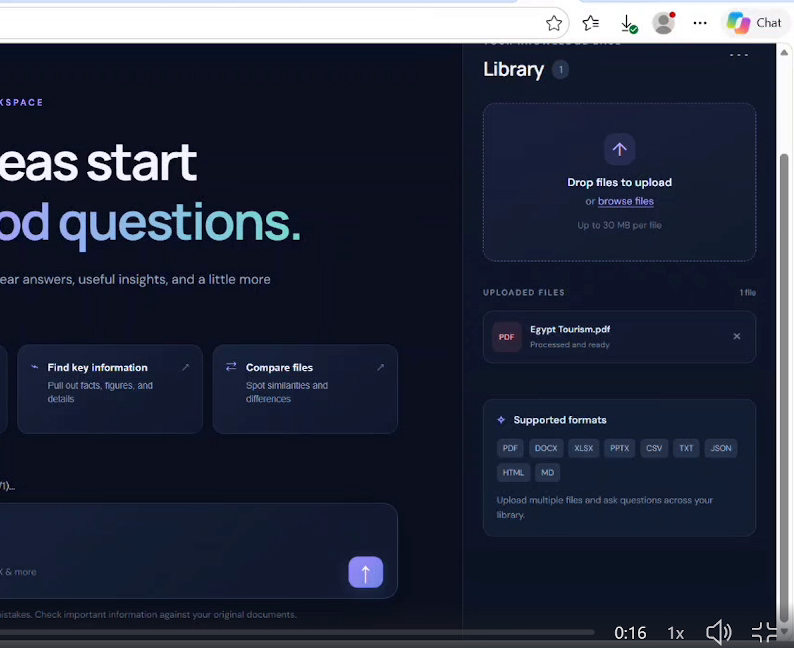 Chat
KSPACE
eas start
od questions.
ear answers, useful insights, and a little more
Find key information
Pull out facts, figures, and
details
Compare files
Spot similarities and
differences
/1)...
X & more
istakes. Check important information against your original documents.
Library 1
Drop files to upload
or browse files
Up to 30 MB per file
UPLOADED FILES 1 file
PDF
Egypt Tourism.pdf
Processed and ready
Supported formats
PDF DOCX XLSX PPTX CSV TXT JSON
HTML MD
Upload multiple files and ask questions across your
library.
0:16 1x